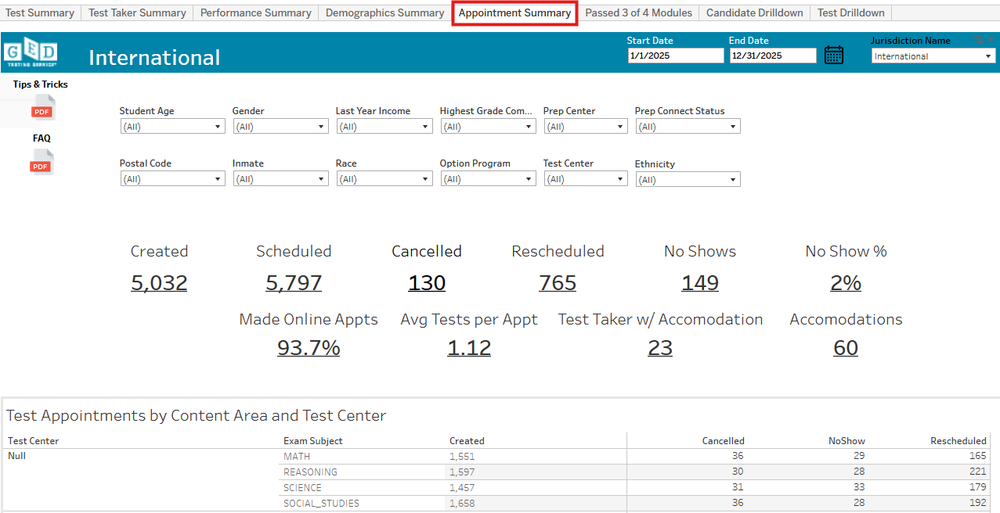 Test Summary Test Taker Summary Performance Summary Demographics Summary Appointment Summary Passed 3 of 4 Modules Candidate Drilldown Test Drilldown
GED
TESTING SERVICE
International
Start Date End Date Jurisdiction Name
1/1/2025 12/31/2025 International
Tips & Tricks
PDF
FAQ
PDF
Student Age Gender Last Year Income Highest Grade Com... Prep Center Prep Connect Status
(All) (All) (All) (All) (All) (All)
Postal Code Inmate Race Option Program Test Center Ethnicity
(All) (All) (All) (All) (All) (All)
Created Scheduled Cancelled Rescheduled No Shows No Show %
5,032 5,797 130 765 149 2%
Made Online Appts Avg Tests per Appt Test Taker w/ Accomodation Accomodations
93.7% 1.12 23 60
Test Appointments by Content Area and Test Center
Test Center Exam Subject Created Cancelled NoShow Rescheduled
Null MATH 1,551 36 29 165
REASONING 1,597 30 28 221
SCIENCE 1,457 31 33 179
SOCIAL_STUDIES 1,658 36 28 192